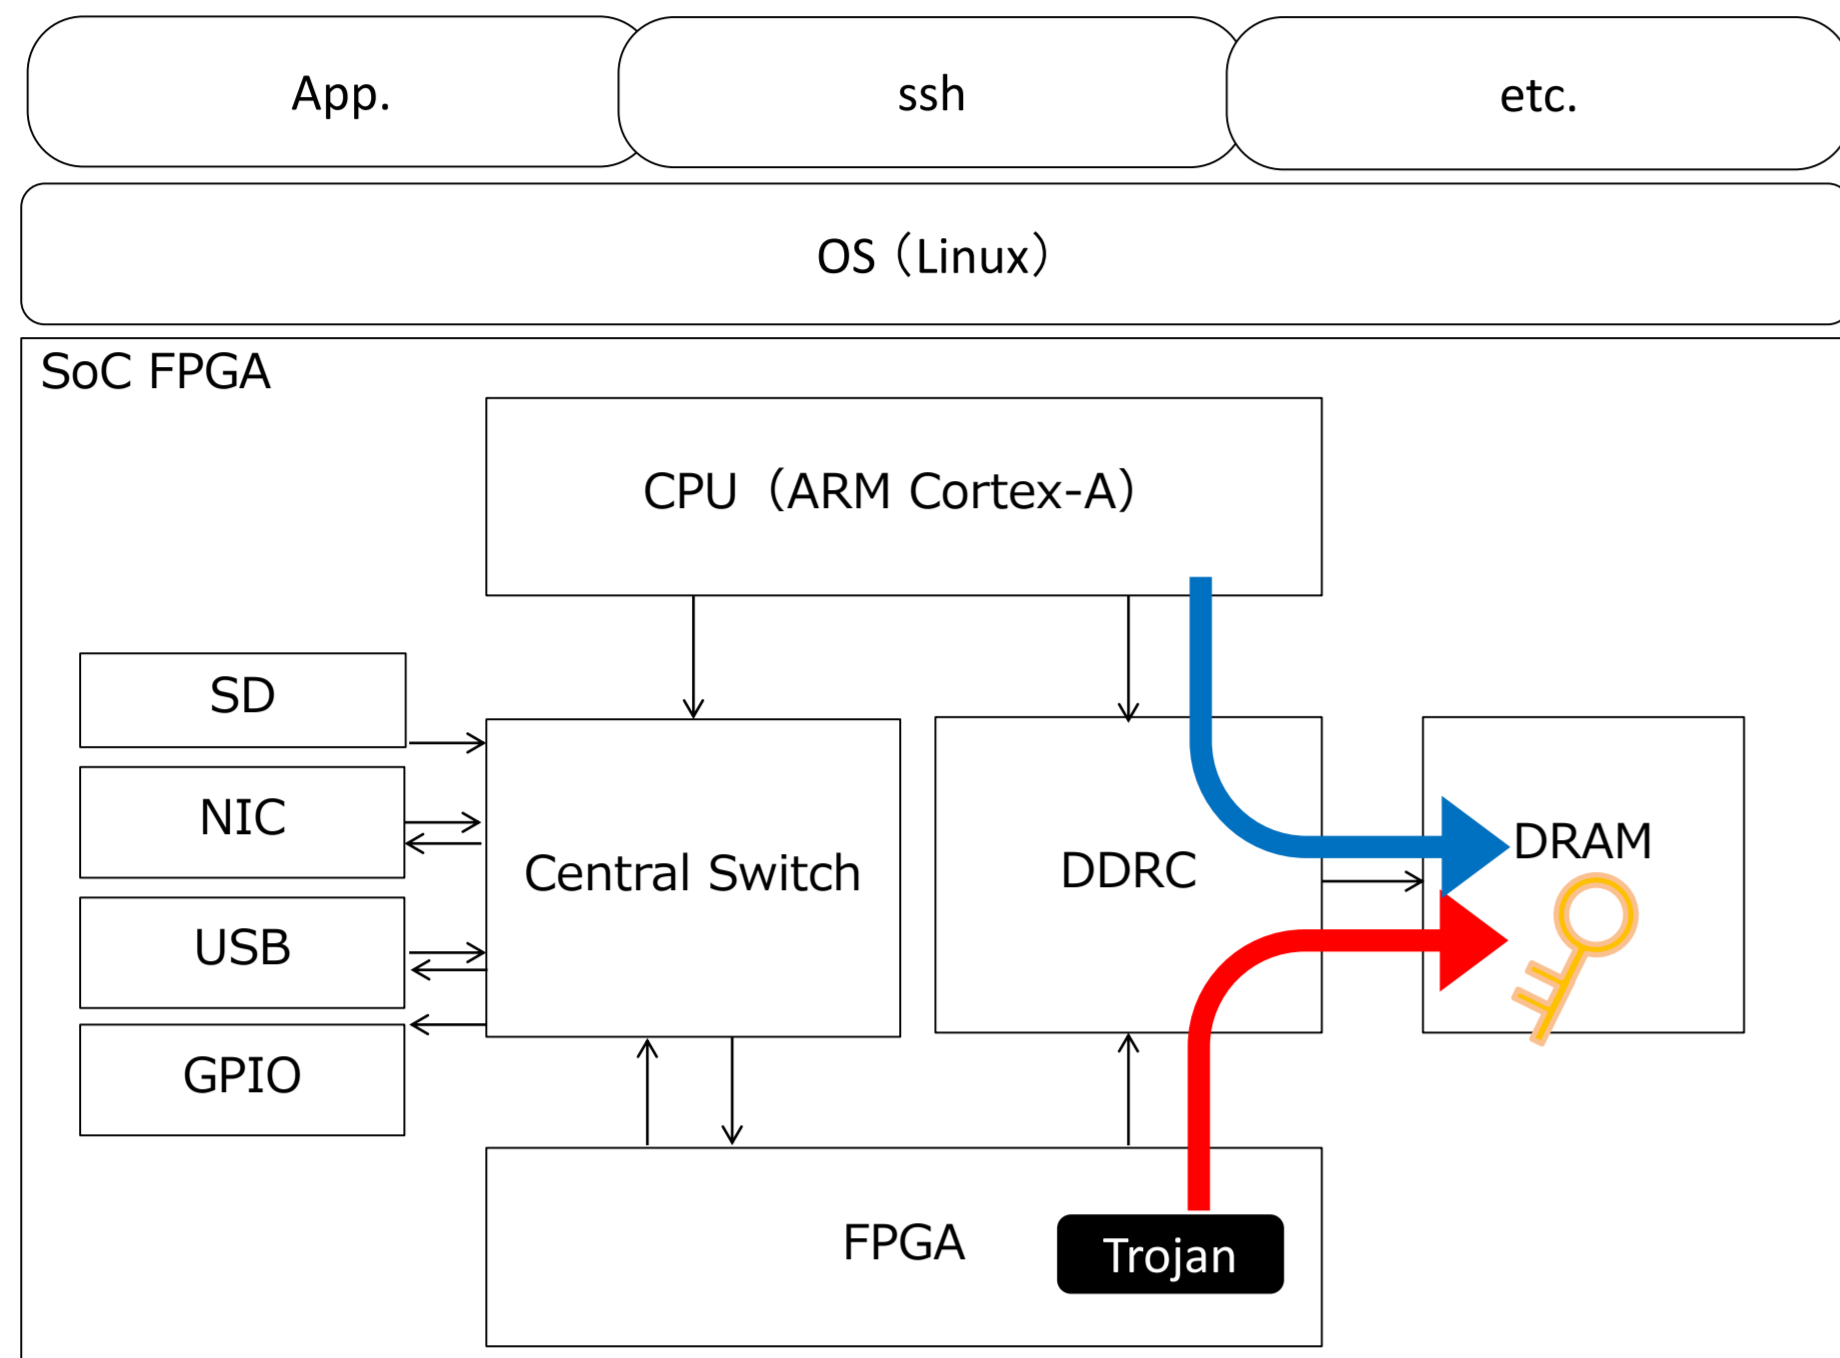 App.
ssh
etc.
OS（Linux）
SoC FPGA
CPU（ARM Cortex-A）
SD
NIC
USB
GPIO
Central Switch
DDRC
DRAM
FPGA
Trojan